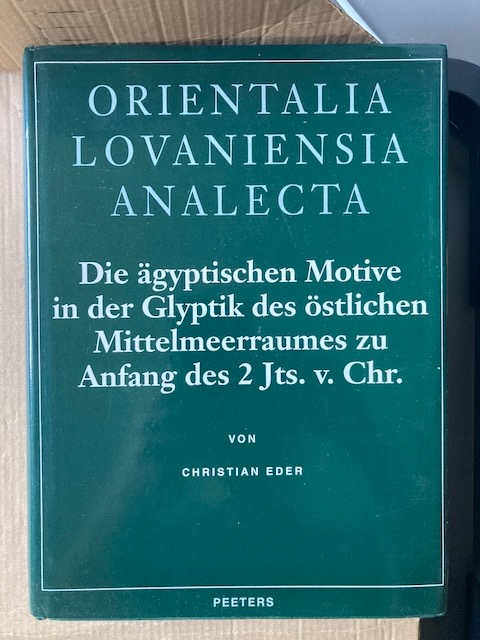 ORIENTALIA
LOVANIENSIA
ANALECTA
Die ägyptischen Motive
in der Glyptik des östlichen
Mittelmeerraumes zu
Anfang des 2 Jts. v. Chr.
VON
CHRISTIAN EDER
PEETERS